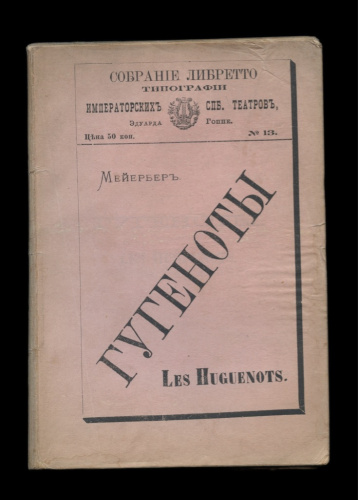 СОБРАНІЕ ЛИБРЕТТО
ТИПОГРАФІИ
ИМПЕРАТОРСКИХЪ СПБ. ТЕАТРОВЪ,
Эдуарда Гоппе.
Цѣна 50 коп. № 13.
Мейерберъ.
ГУГЕНОТЫ
LES HUGUENOTS.